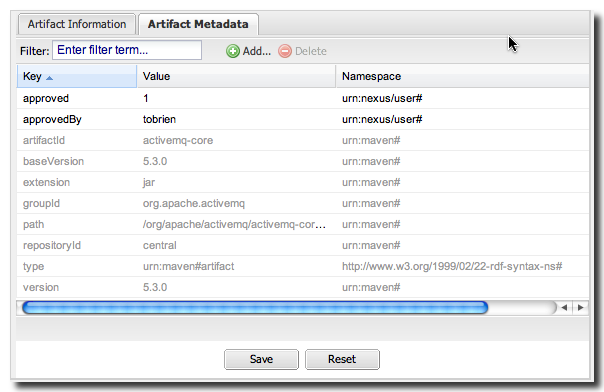 Artifact Information Artifact Metadata
Filter: Enter filter term... Add... Delete
Key Value Namespace
approved 1 urn:nexus/user#
approvedBy tobrien urn:nexus/user#
artifactId activemq-core urn:maven#
baseVersion 5.3.0 urn:maven#
extension jar urn:maven#
groupId org.apache.activemq urn:maven#
path /org/apache/activemq/activemq-cor... urn:maven#
repositoryId central urn:maven#
type urn:maven#artifact http://www.w3.org/1999/02/22-rdf-syntax-ns#
version 5.3.0 urn:maven#
Save Reset